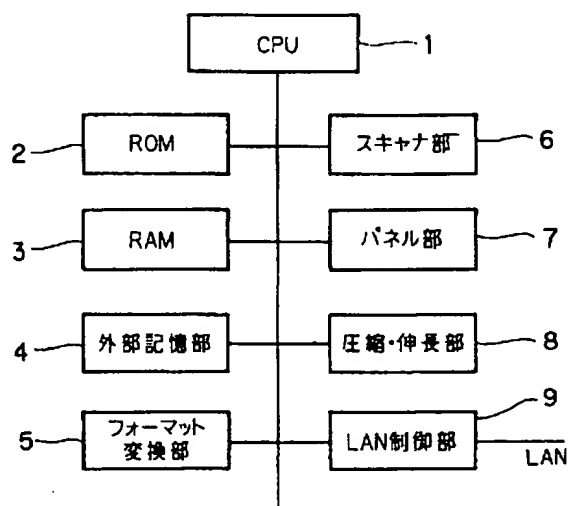 CPU
1
2
ROM
スキャナ部
6
3
RAM
パネル部
7
4
外部記憶部
圧縮・伸長部
8
5
フォーマット
変換部
LAN制御部
9
LAN